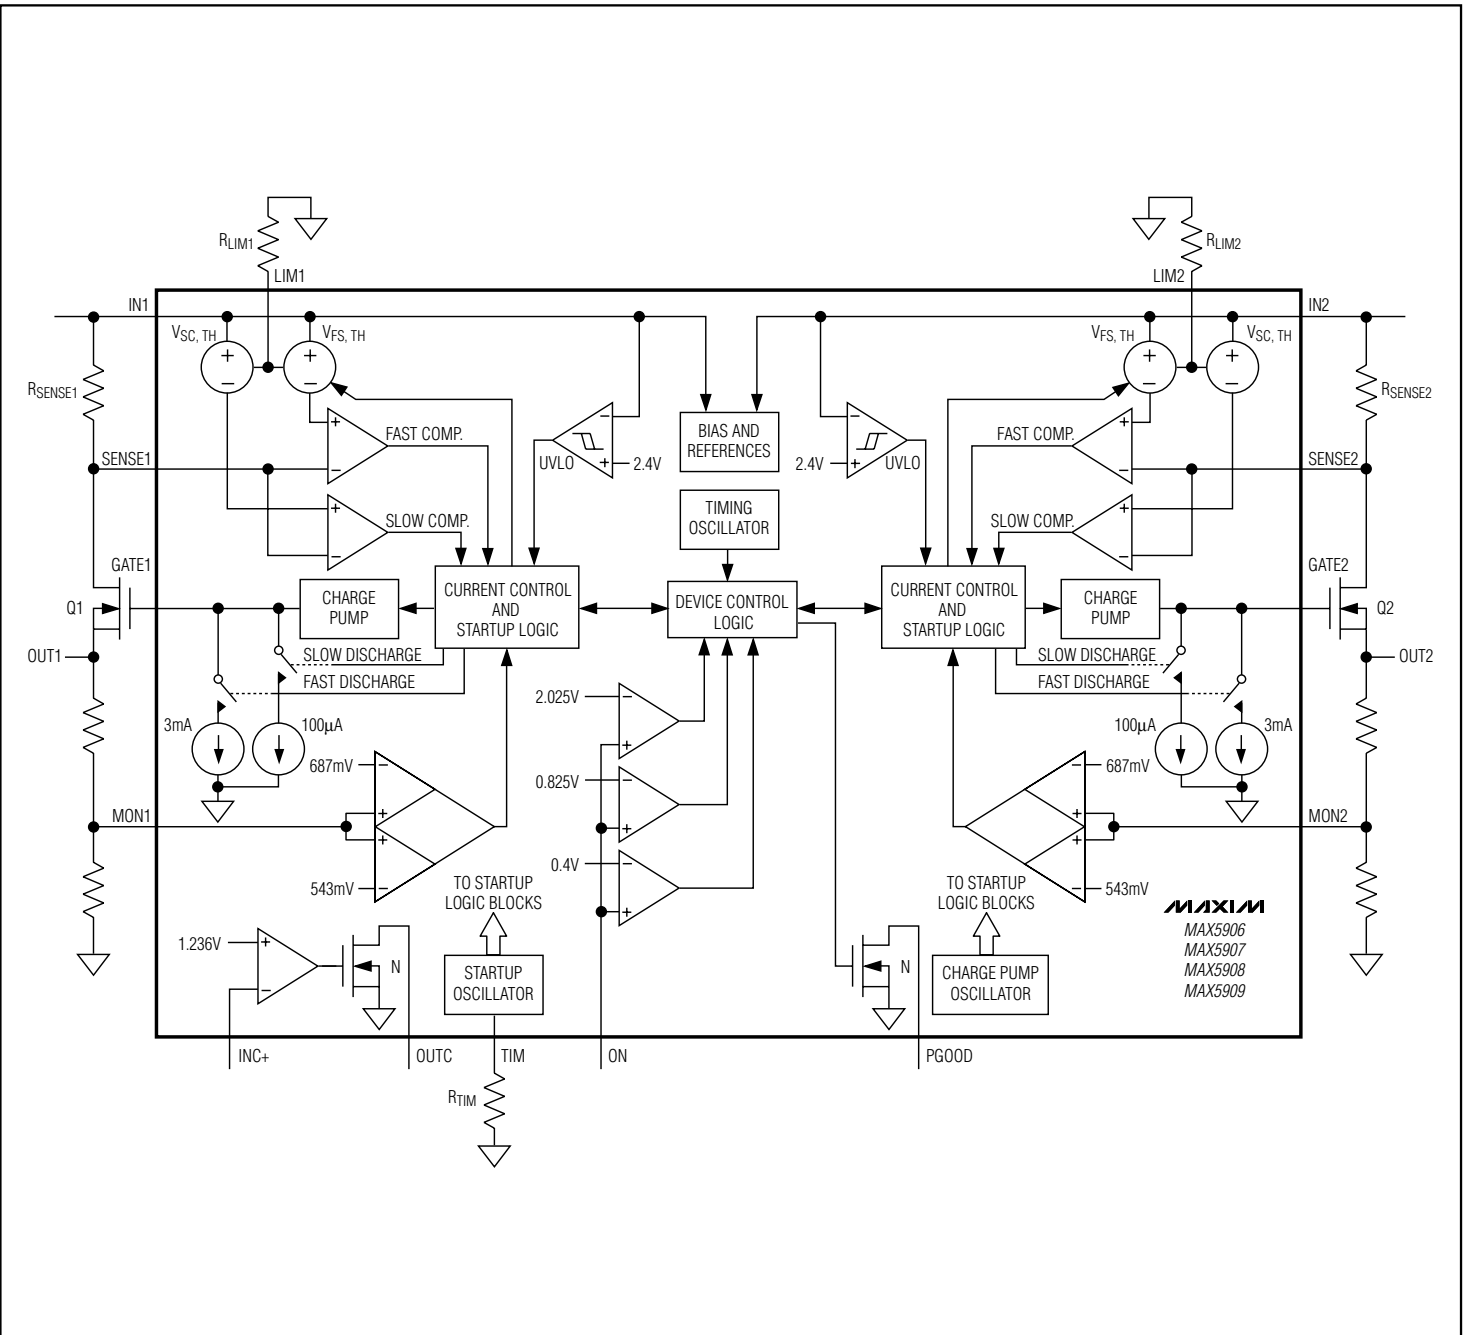 RLIM1
RLIM2
LIM1
LIM2
IN1
IN2
VSC, TH
VFS, TH
VFS, TH
VSC, TH
+
+
+
+
−
−
−
−
RSENSE1
RSENSE2
+
FAST COMP.
−
BIAS AND
REFERENCES
−
FAST COMP.
+
SENSE1
−
UVLO
+
2.4V
2.4V
+
UVLO
−
SENSE2
+
SLOW COMP.
−
TIMING
OSCILLATOR
SLOW COMP.
+
−
GATE1
GATE2
Q1
CHARGE
PUMP
CURRENT CONTROL
AND
STARTUP LOGIC
DEVICE CONTROL
LOGIC
CURRENT CONTROL
AND
STARTUP LOGIC
CHARGE
PUMP
Q2
OUT1
SLOW DISCHARGE
SLOW DISCHARGE
OUT2
FAST DISCHARGE
FAST DISCHARGE
2.025V
−
+
3mA
100μA
100μA
3mA
687mV
−
0.825V
−
−
687mV
MON1
+
+
+
+
+
MON2
543mV
−
0.4V
−
+
−
543mV
TO STARTUP
LOGIC BLOCKS
TO STARTUP
LOGIC BLOCKS
MAXIM
MAX5906
MAX5907
MAX5908
MAX5909
1.236V
+
−
N
STARTUP
OSCILLATOR
N
CHARGE PUMP
OSCILLATOR
INC+
OUTC
TIM
ON
PGOOD
RTIM